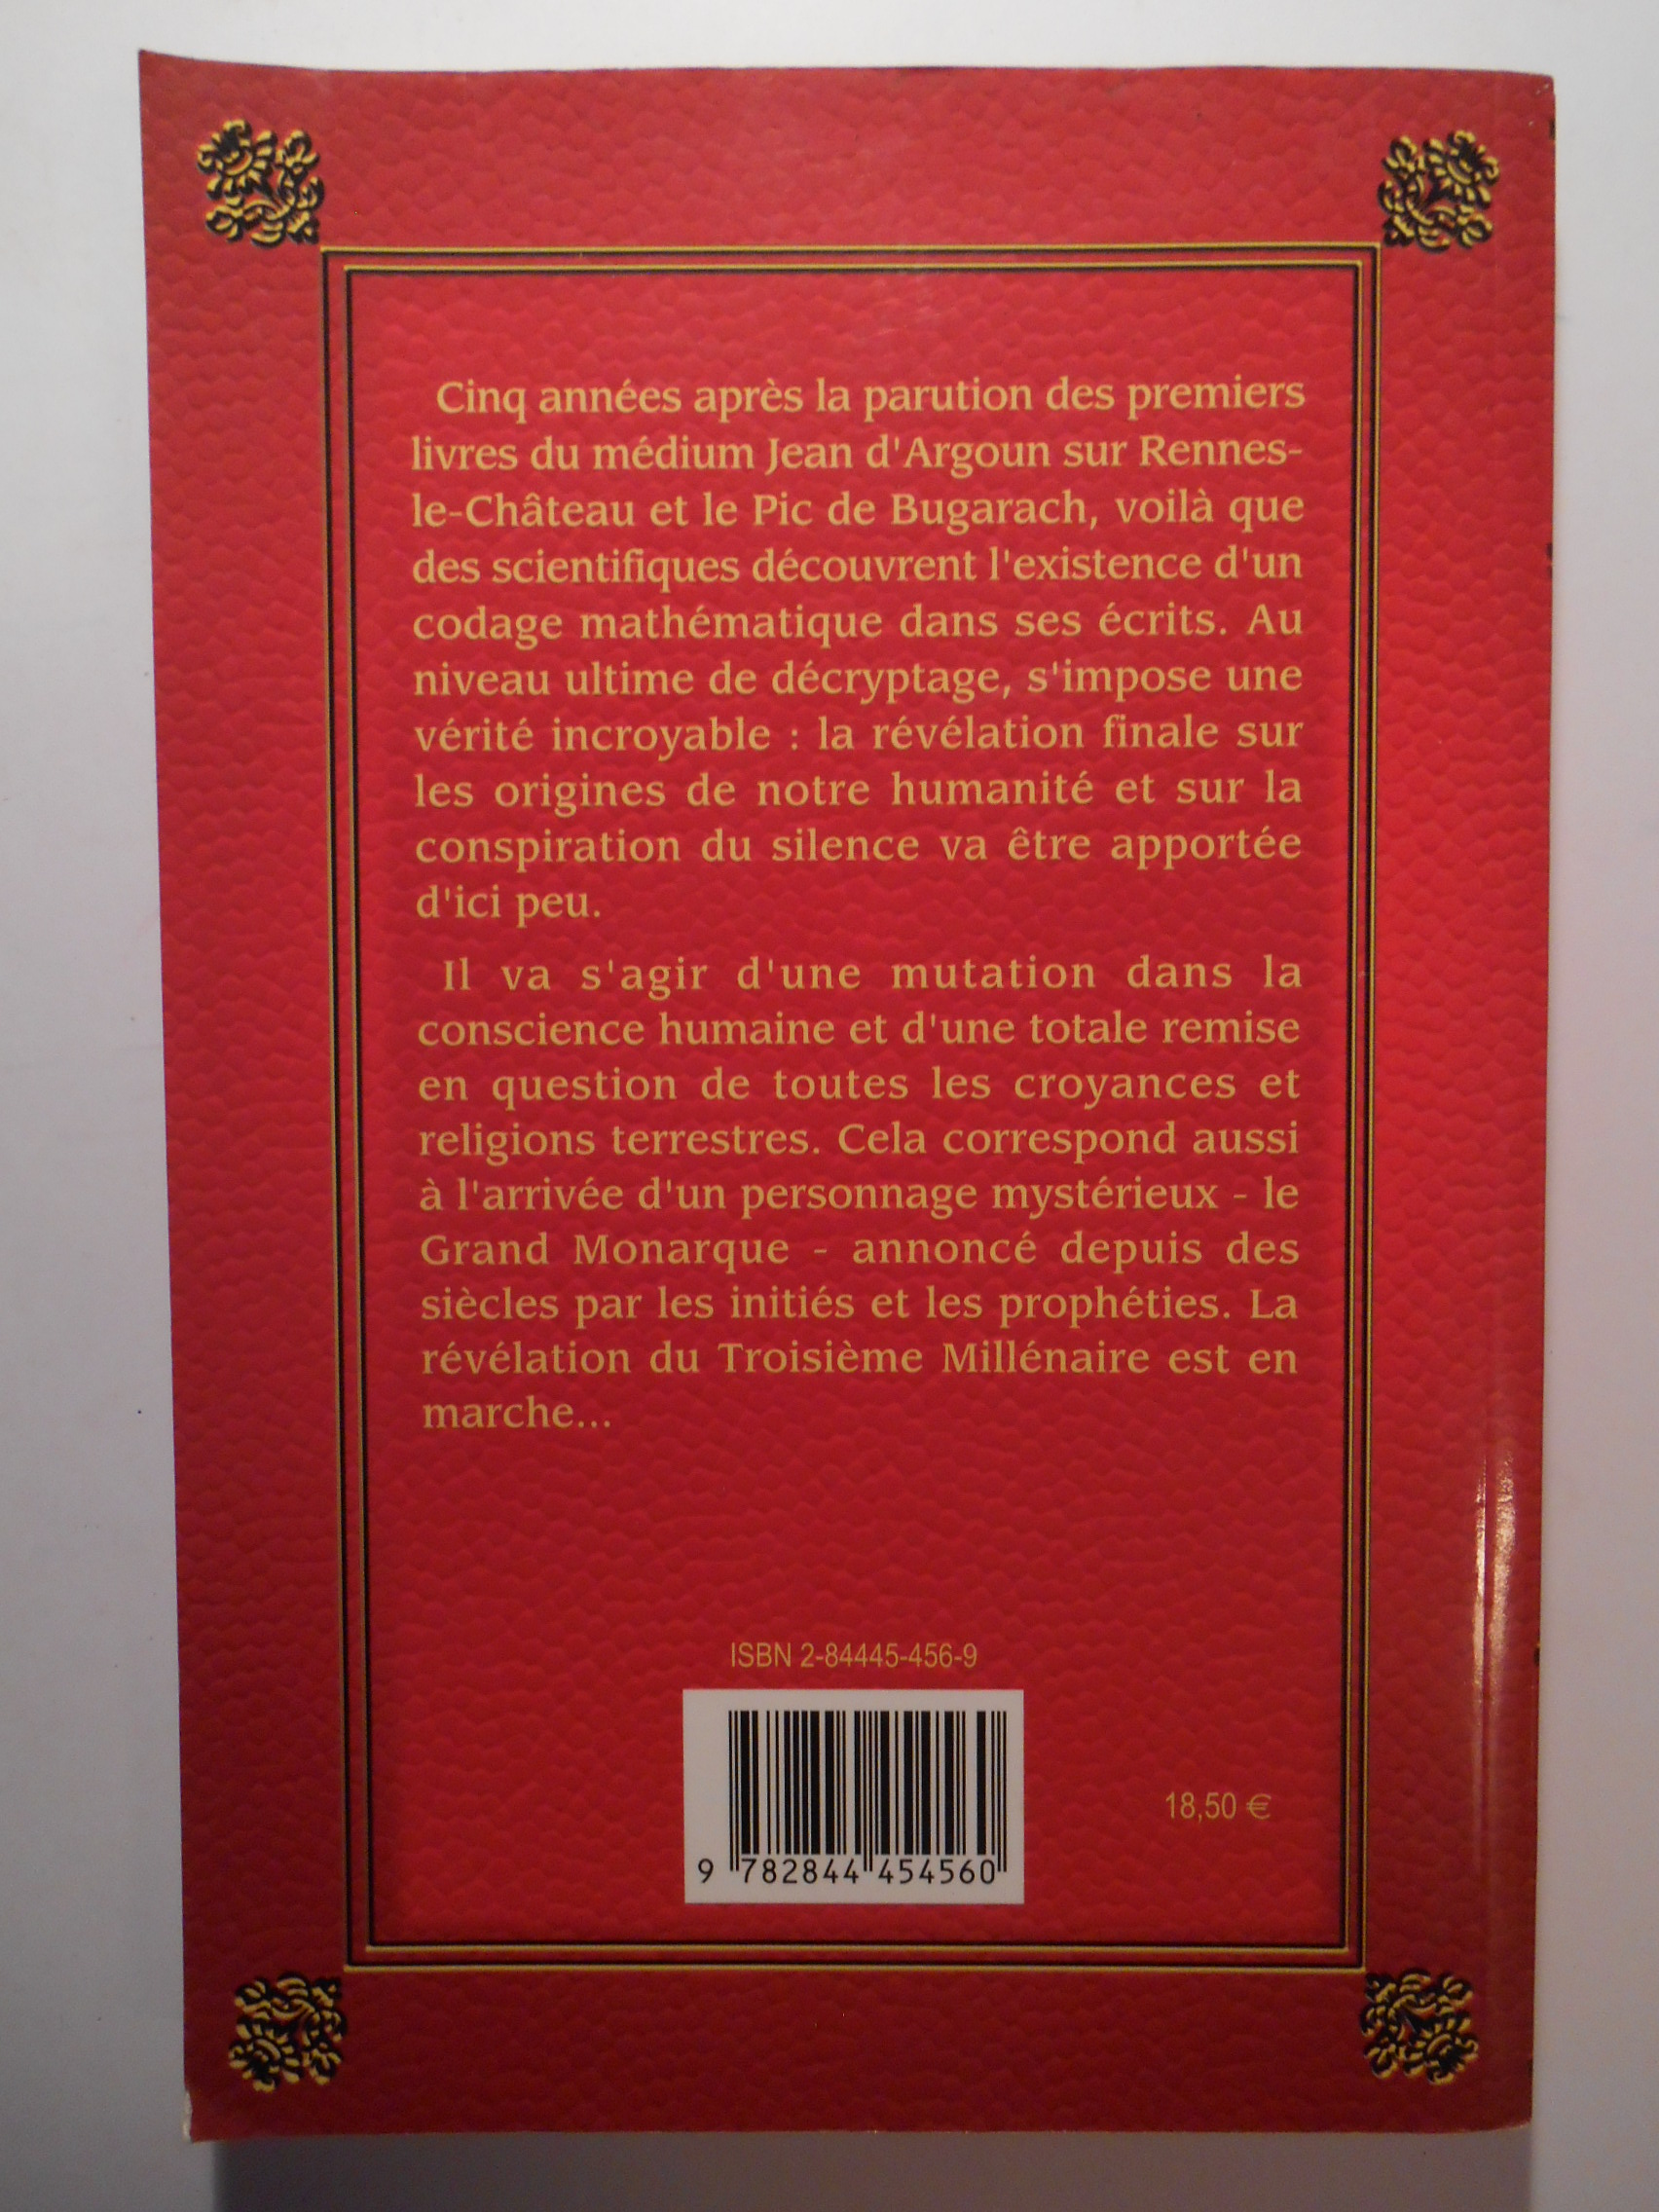 Cinq années après la parution des premiers
livres du médium Jean d'Argoun sur Rennes-
le-Château et le Pic de Bugarach, voilà que
des scientifiques découvrent l'existence d'un
codage mathématique dans ses écrits. Au
niveau ultime de décryptage, s'impose une
vérité incroyable : la révélation finale sur
les origines de notre humanité et sur la
conspiration du silence va être apportée
d'ici peu.
Il va s'agir d'une mutation dans la
conscience humaine et d'une totale remise
en question de toutes les croyances et
religions terrestres. Cela correspond aussi
à l'arrivée d'un personnage mystérieux - le
Grand Monarque - annoncé depuis des
siècles par les initiés et les prophéties. La
révélation du Troisième Millénaire est en
marche...
ISBN 2-84445-456-9
18,50 €
9 782844 454560